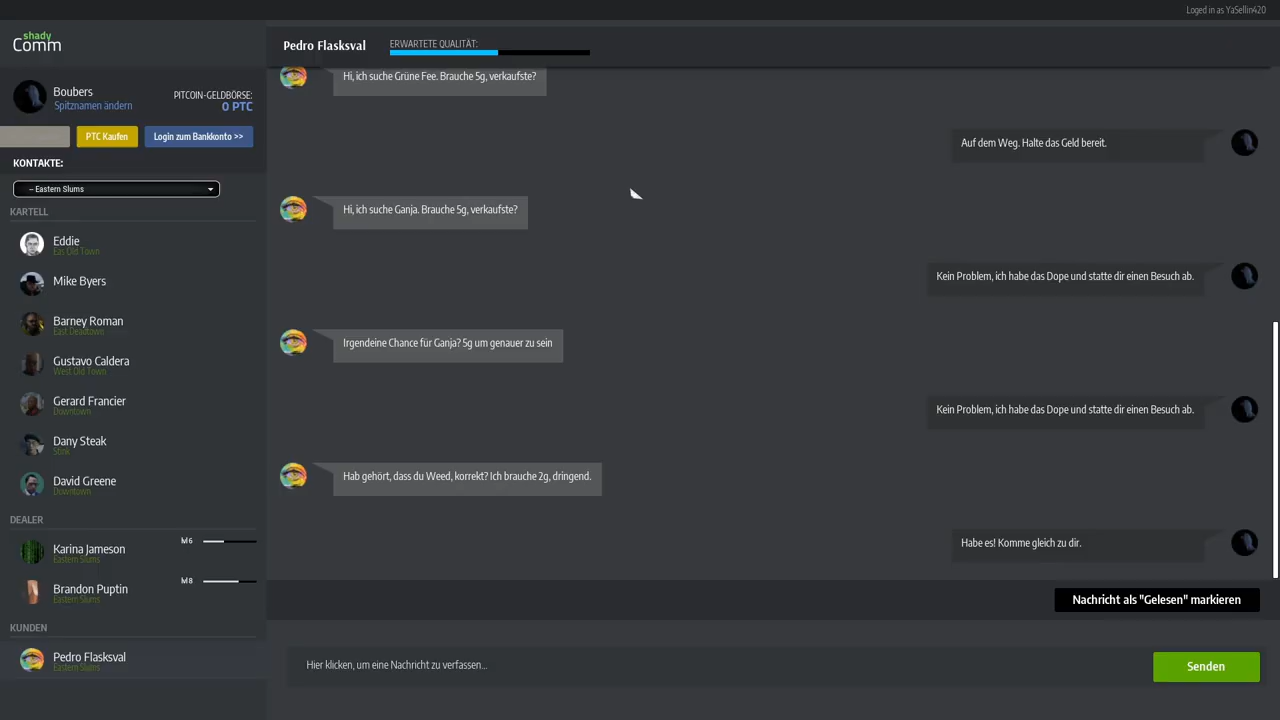 Loged in as YaSellin420
shady
Comm
Pedro Flasksval
ERWARTETE QUALITÄT:
Boubers
Spitznamen ändern
PITCOIN-GELDBÖRSE:
0 PTC
PTC Kaufen
Login zum Bankkonto >>
KONTAKTE:
-- Eastern Slums
KARTELL
Eddie
Eas Old Town
Mike Byers
Barney Roman
East Deadtown
Gustavo Caldera
West Old Town
Gerard Francier
Downtown
Dany Steak
Stink
David Greene
Downtown
DEALER
Karina Jameson
Eastern Slums
M6
Brandon Puptin
Eastern Slums
M8
KUNDEN
Pedro Flasksval
Eastern Slums
Hi, ich suche Grüne Fee. Brauche 5g, verkaufste?
Auf dem Weg. Halte das Geld bereit.
Hi, ich suche Ganja. Brauche 5g, verkaufste?
Kein Problem, ich habe das Dope und statte dir einen Besuch ab.
Irgendeine Chance für Ganja? 5g um genauer zu sein
Kein Problem, ich habe das Dope und statte dir einen Besuch ab.
Hab gehört, dass du Weed, korrekt? Ich brauche 2g, dringend.
Habe es! Komme gleich zu dir.
Nachricht als "Gelesen" markieren
Hier klicken, um eine Nachricht zu verfassen...
Senden